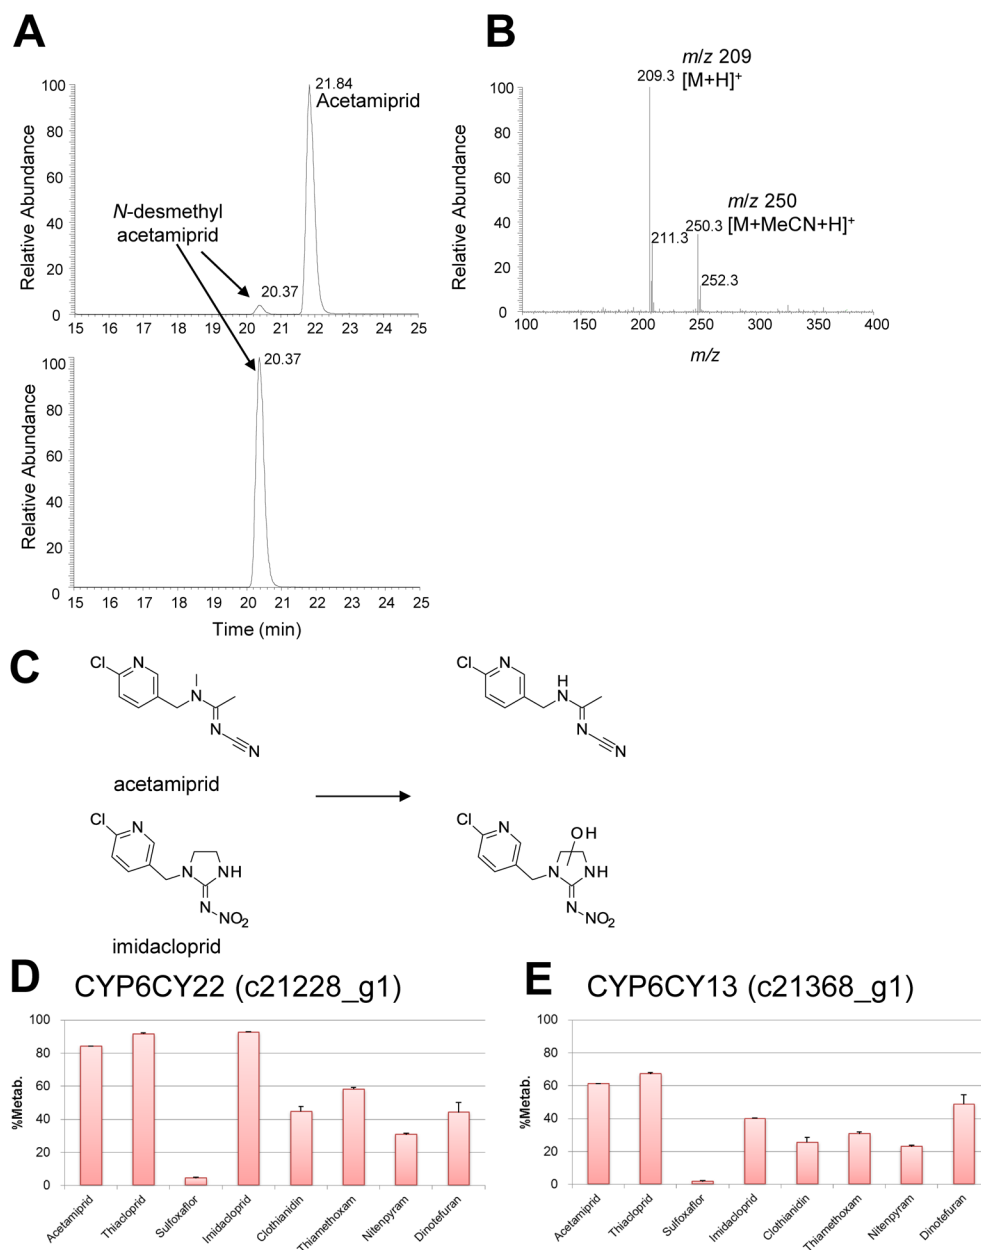 A
B
Relative Abundance
100
80
60
40
20
0
21.84
Acetamiprid
N-desmethyl
acetamiprid
20.37
15 16 17 18 19 20 21 22 23 24 25
Relative Abundance
100
80
60
40
20
0
20.37
15 16 17 18 19 20 21 22 23 24 25
Time (min)
Relative Abundance
100
80
60
40
20
0
209.3
m/z 209
[M+H]+
211.3
m/z 250
250.3 [M+MeCN+H]+
252.3
100 150 200 250 300 350 400
m/z
C
Cl N
N
N
N
acetamiprid
Cl N
H
N
N
N
Cl N
N NH
N NO2
imidacloprid
Cl N
OH
N NH
N NO2
D CYP6CY22 (c21228_g1)
%Metab.
100
80
60
40
20
0
Acetamiprid
Thiacloprid
Sulfoxaflor
Imidacloprid
Clothianidin
Thiamethoxam
Nitenpyram
Dinotefuran
E CYP6CY13 (c21368_g1)
%Metab.
100
80
60
40
20
0
Acetamiprid
Thiacloprid
Sulfoxaflor
Imidacloprid
Clothianidin
Thiamethoxam
Nitenpyram
Dinotefuran